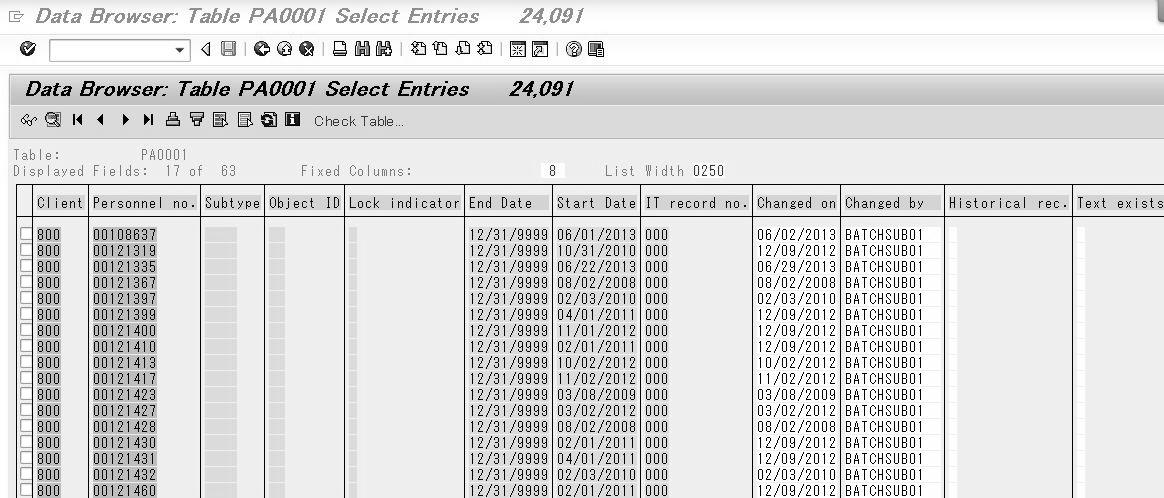 Data Browser: Table PA0001 Select Entries 24,091
Data Browser: Table PA0001 Select Entries 24,091
Check Table...
Table: PA0001
Displayed Fields: 17 of 63 Fixed Columns: 8 List Width 0250
Client Personnel no. Subtype Object ID Lock indicator End Date Start Date IT record no. Changed on Changed by Historical rec. Text exists
800 00108637 12/31/9999 06/01/2013 000 06/02/2013 BATCHSUB01
800 00121319 12/31/9999 10/31/2010 000 12/09/2012 BATCHSUB01
800 00121335 12/31/9999 06/22/2013 000 06/29/2013 BATCHSUB01
800 00121367 12/31/9999 08/02/2008 000 08/02/2008 BATCHSUB01
800 00121397 12/31/9999 02/03/2010 000 02/03/2010 BATCHSUB01
800 00121399 12/31/9999 04/01/2011 000 12/09/2012 BATCHSUB01
800 00121400 12/31/9999 11/01/2012 000 12/09/2012 BATCHSUB01
800 00121410 12/31/9999 02/01/2011 000 12/09/2012 BATCHSUB01
800 00121413 12/31/9999 10/02/2012 000 10/02/2012 BATCHSUB01
800 00121417 12/31/9999 11/02/2012 000 11/02/2012 BATCHSUB01
800 00121423 12/31/9999 03/08/2009 000 03/08/2009 BATCHSUB01
800 00121427 12/31/9999 03/02/2012 000 03/02/2012 BATCHSUB01
800 00121428 12/31/9999 08/02/2008 000 08/02/2008 BATCHSUB01
800 00121430 12/31/9999 02/01/2011 000 12/09/2012 BATCHSUB01
800 00121431 12/31/9999 04/01/2011 000 12/09/2012 BATCHSUB01
800 00121432 12/31/9999 02/03/2010 000 02/03/2010 BATCHSUB01
800 00121460 12/31/9999 02/01/2011 000 12/09/2012 BATCHSUB01